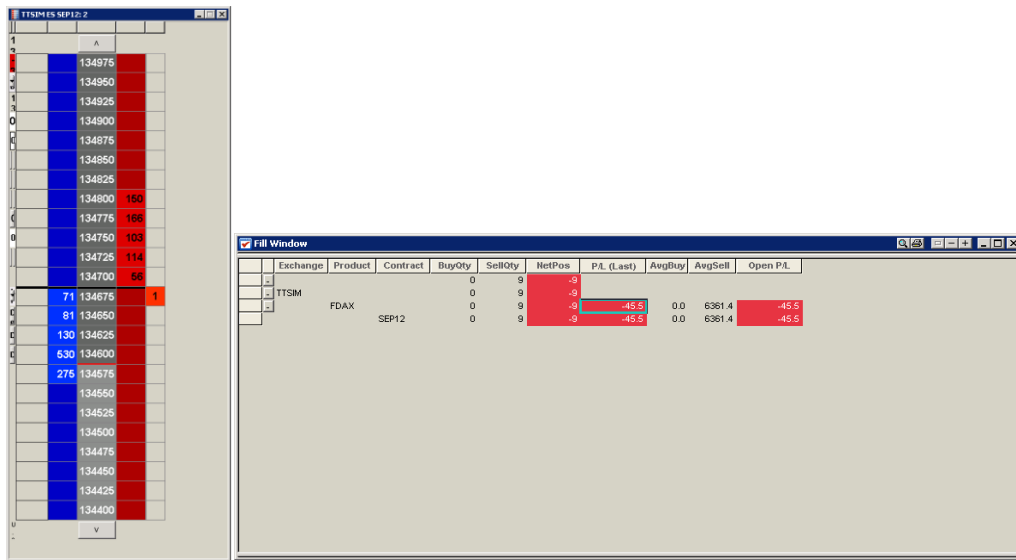 TTSIM ES SEP12: 2
134975
134950
134925
134900
134875
134850
134825
134800 160
134775 166
134750 103
134725 114
134700 56
71 134675 1
81 134650
130 134625
530 134600
275 134575
134550
134525
134500
134475
134450
134425
134400
Fill Window
Exchange Product Contract BuyQty SellQty NetPos P/L (Last) AvgBuy AvgSell Open P/L
- 0 9 -9
- TTSIM 0 9 -9
- FDAX 0 9 -9 -45.5 0.0 6361.4 -45.5
SEP12 0 9 -9 -45.5 0.0 6361.4 -45.5